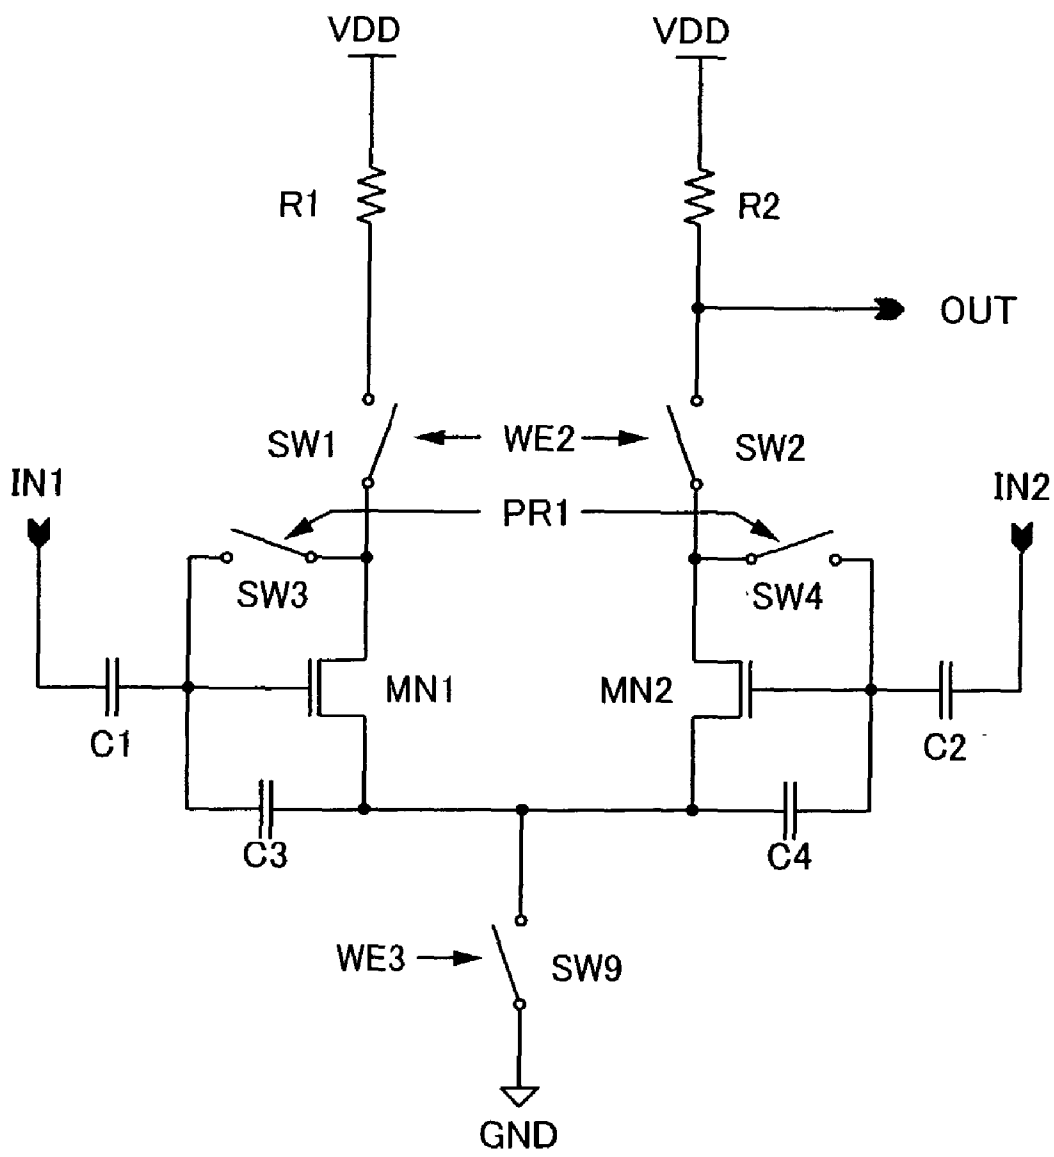 VDD VDD
R1 R2
OUT
SW1 WE2 SW2
IN1 PR1 IN2
SW3 SW4
MN1 MN2
C1 C2
C3 C4
WE3 SW9
GND